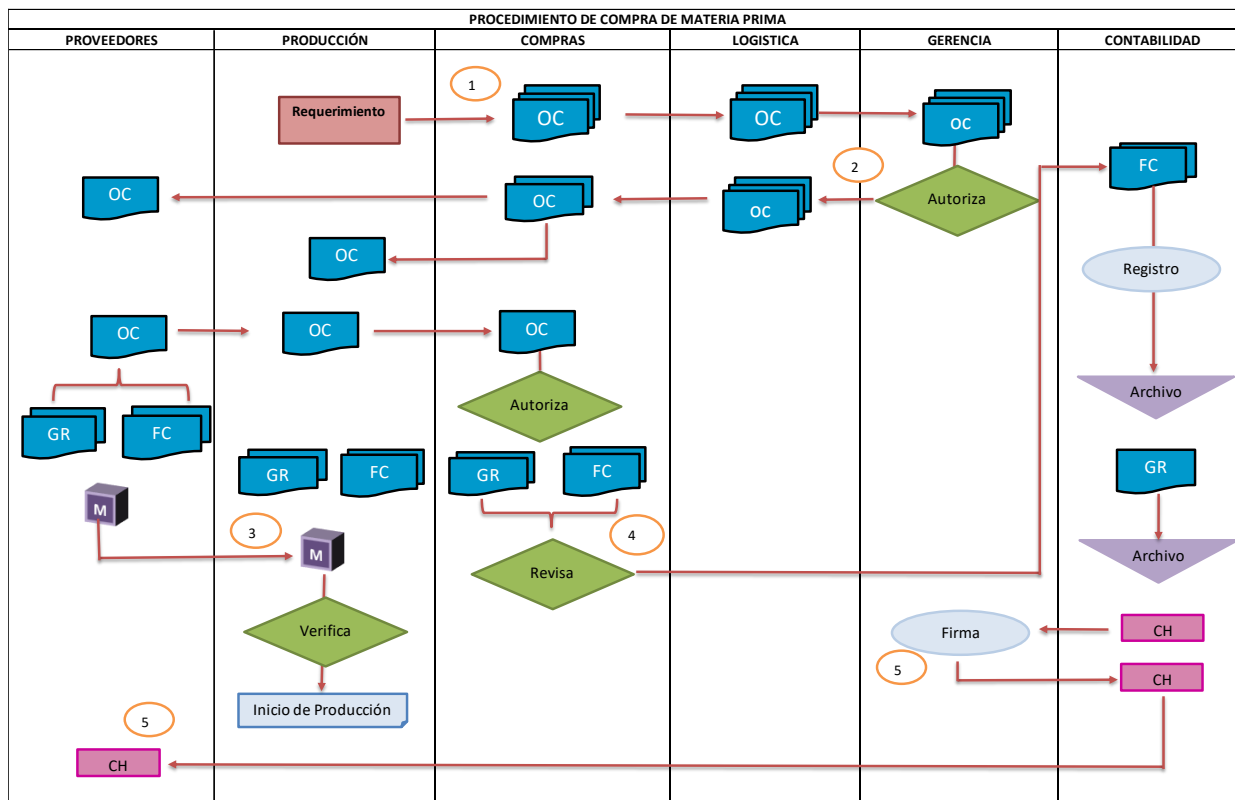 PROCEDIMIENTO DE COMPRA DE MATERIA PRIMA
PROVEEDORES PRODUCCIÓN COMPRAS LOGISTICA GERENCIA CONTABILIDAD
1
Requerimiento
OC OC OC
2
FC
OC OC OC Autoriza
OC
Registro
OC OC OC
Archivo
Autoriza
GR FC
GR FC GR FC GR
M
3 4
M Archivo
Revisa
Verifica Firma CH
5
CH
Inicio de Producción
5
CH